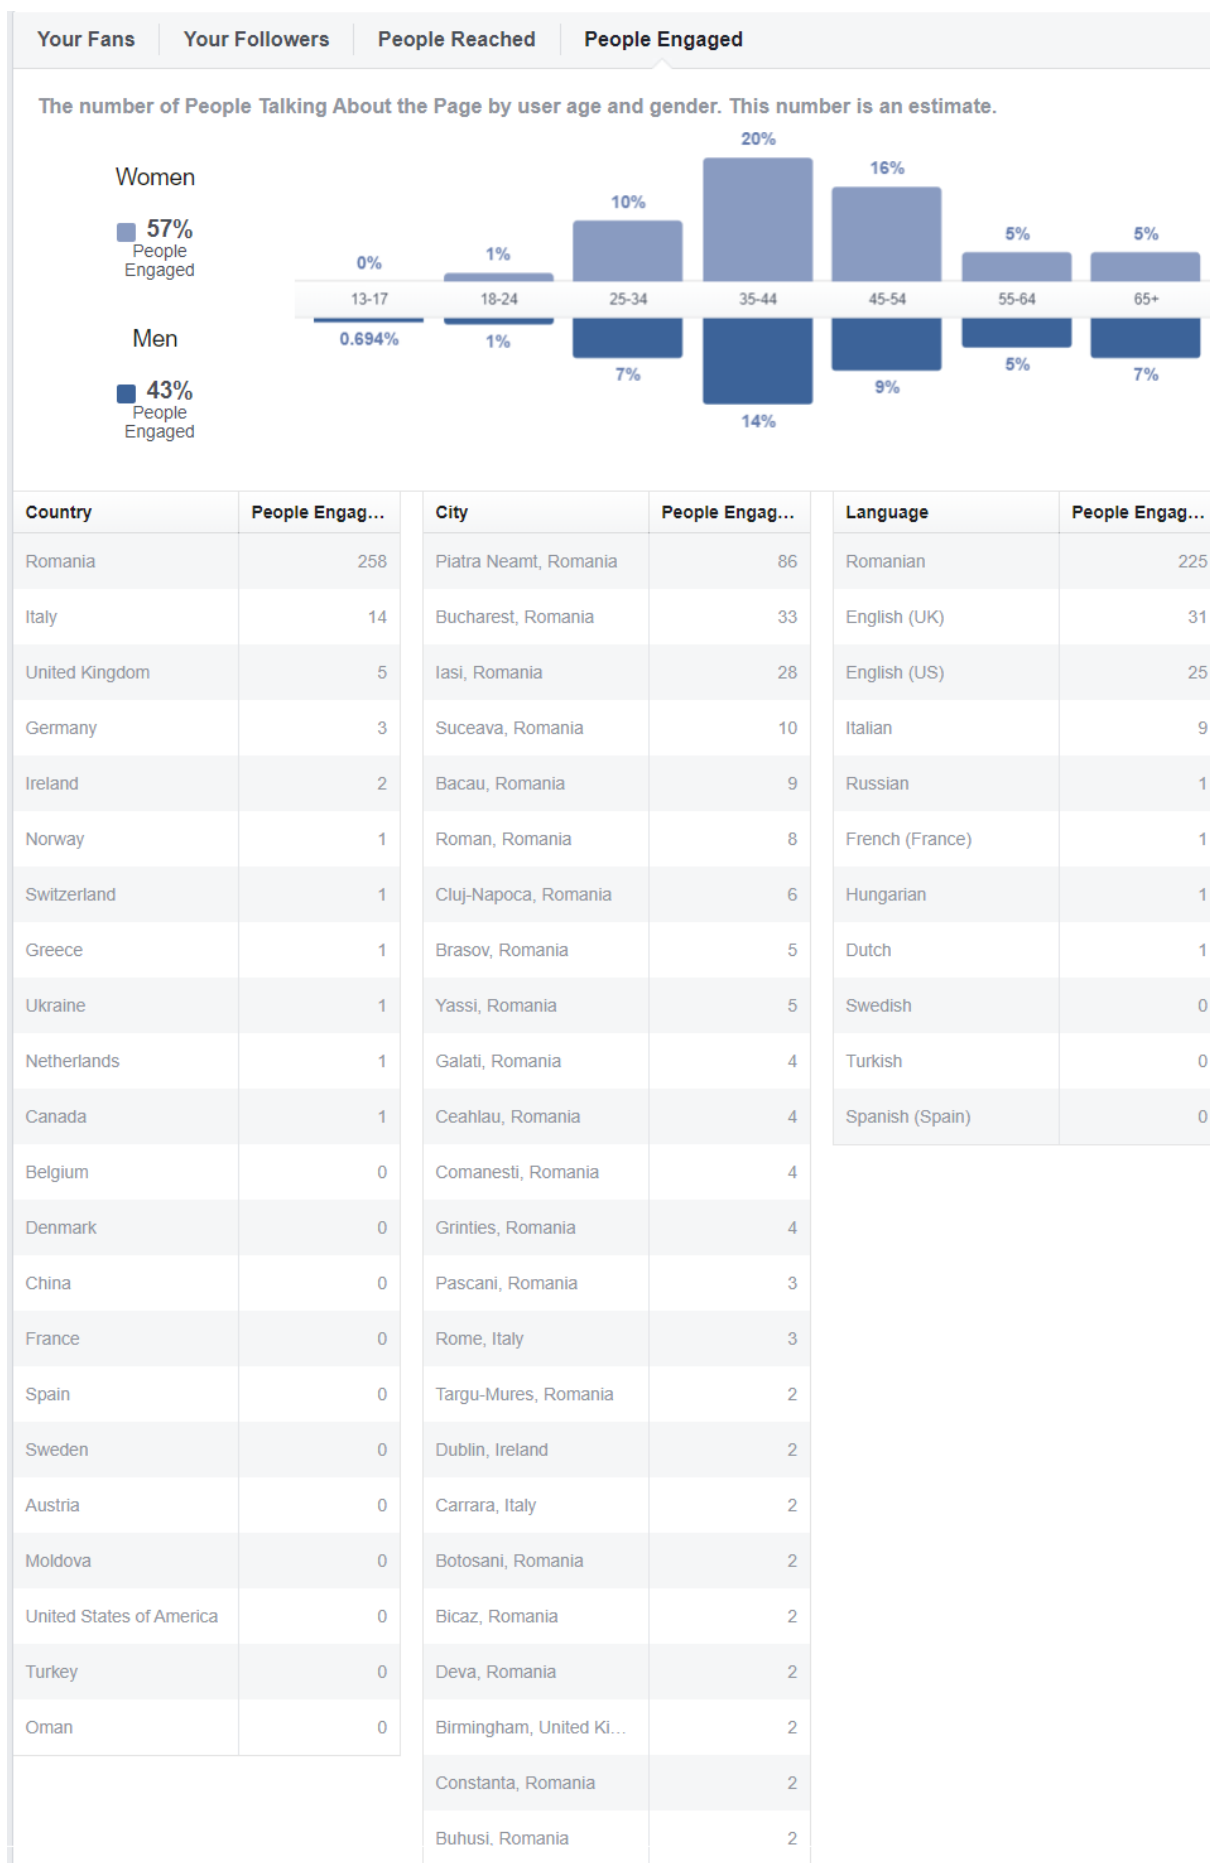 Your Fans Your Followers People Reached People Engaged
The number of People Talking About the Page by user age and gender. This number is an estimate.
Women
57%
People
Engaged
0% 1% 10% 20% 16% 5% 5%
13-17 18-24 25-34 35-44 45-54 55-64 65+
Men
43%
People
Engaged
0.694% 1% 7% 14% 9% 5% 7%
Country People Engag... City People Engag... Language People Engag...
Romania 258 Piatra Neamt, Romania 86 Romanian 225
Italy 14 Bucharest, Romania 33 English (UK) 31
United Kingdom 5 Iasi, Romania 28 English (US) 25
Germany 3 Suceava, Romania 10 Italian 9
Ireland 2 Bacau, Romania 9 Russian 1
Norway 1 Roman, Romania 8 French (France) 1
Switzerland 1 Cluj-Napoca, Romania 6 Hungarian 1
Greece 1 Brasov, Romania 5 Dutch 1
Ukraine 1 Yassi, Romania 5 Swedish 0
Netherlands 1 Galati, Romania 4 Turkish 0
Canada 1 Ceahlau, Romania 4 Spanish (Spain) 0
Belgium 0 Comanesti, Romania 4
Denmark 0 Grinties, Romania 4
China 0 Pascani, Romania 3
France 0 Rome, Italy 3
Spain 0 Targu-Mures, Romania 2
Sweden 0 Dublin, Ireland 2
Austria 0 Carrara, Italy 2
Moldova 0 Botosani, Romania 2
United States of America 0 Bicaz, Romania 2
Turkey 0 Deva, Romania 2
Oman 0 Birmingham, United Ki... 2
Constanta, Romania 2
Buhusi, Romania 2